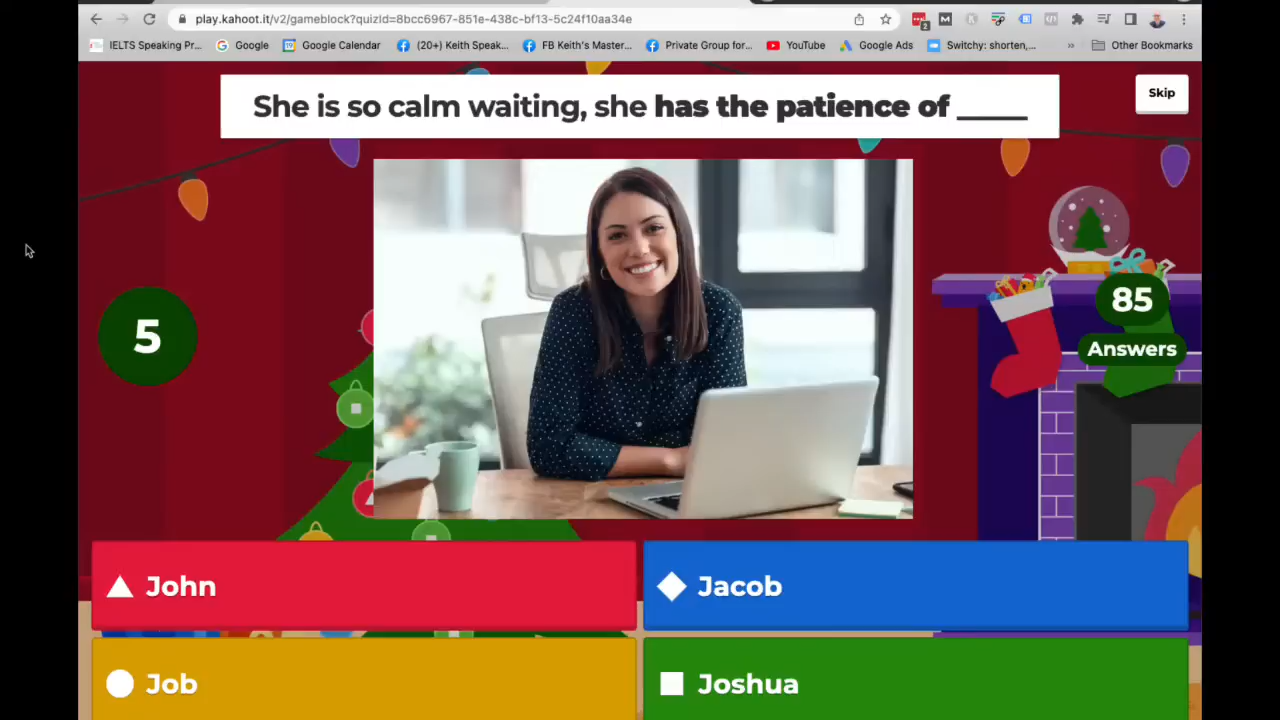 play.kahoot.it/v2/gameblock?quizId=8bcc6967-851e-438c-bf13-5c24f10aa34e
2
IELTS Speaking Pr...
Google
Google Calendar
(20+) Keith Speak...
FB Keith's Master...
Private Group for...
YouTube
Google Ads
Switchy: shorten,...
»
Other Bookmarks
She is so calm waiting, she has the patience of _____
Skip
5
85
Answers
John
Jacob
Job
Joshua